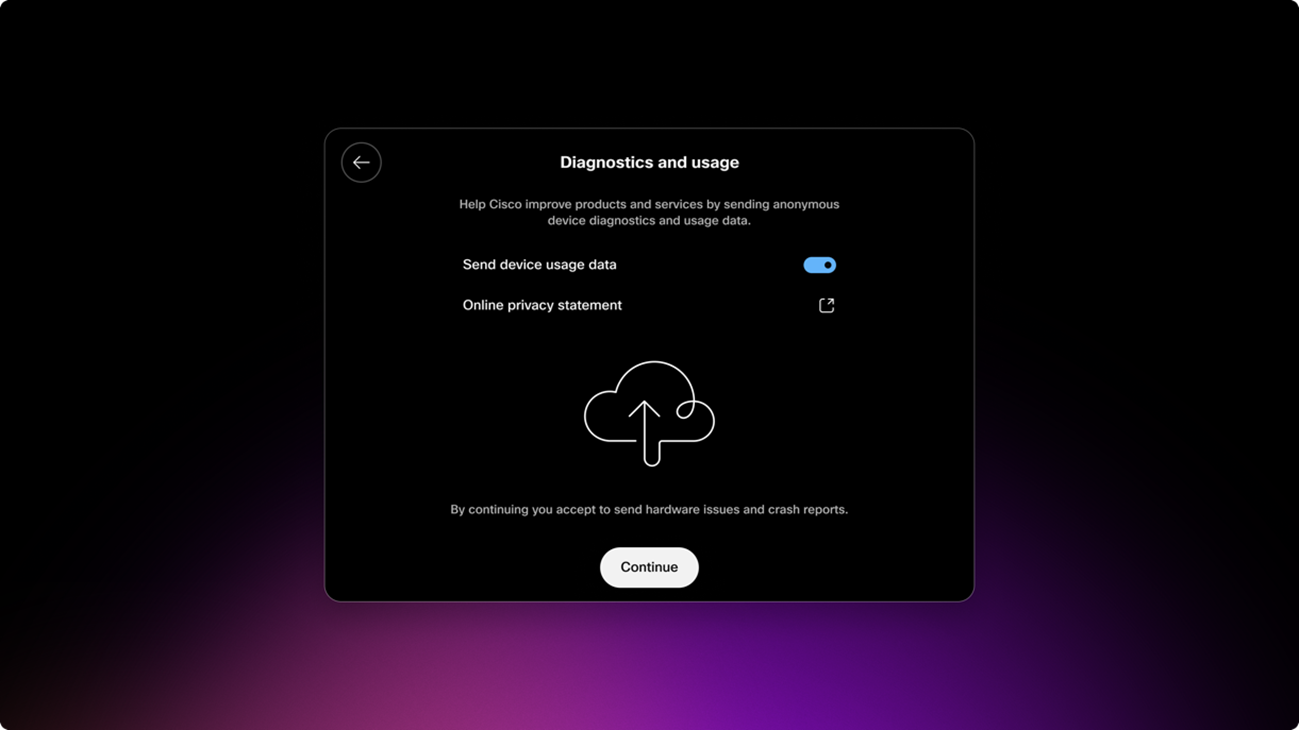 Diagnostics and usage
Help Cisco improve products and services by sending anonymous
device diagnostics and usage data.
Send device usage data
Online privacy statement
By continuing you accept to send hardware issues and crash reports.
Continue